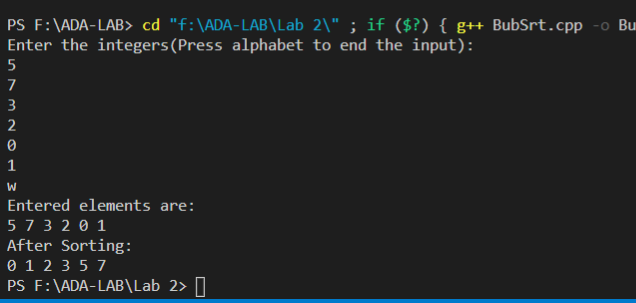 PS F:\ADA-LAB> cd "f:\ADA-LAB\Lab 2\" ; if ($?) { g++ BubSrt.cpp -o Bu
Enter the integers(Press alphabet to end the input):
5
7
3
2
0
1
w
Entered elements are:
5 7 3 2 0 1
After Sorting:
0 1 2 3 5 7
PS F:\ADA-LAB\Lab 2>